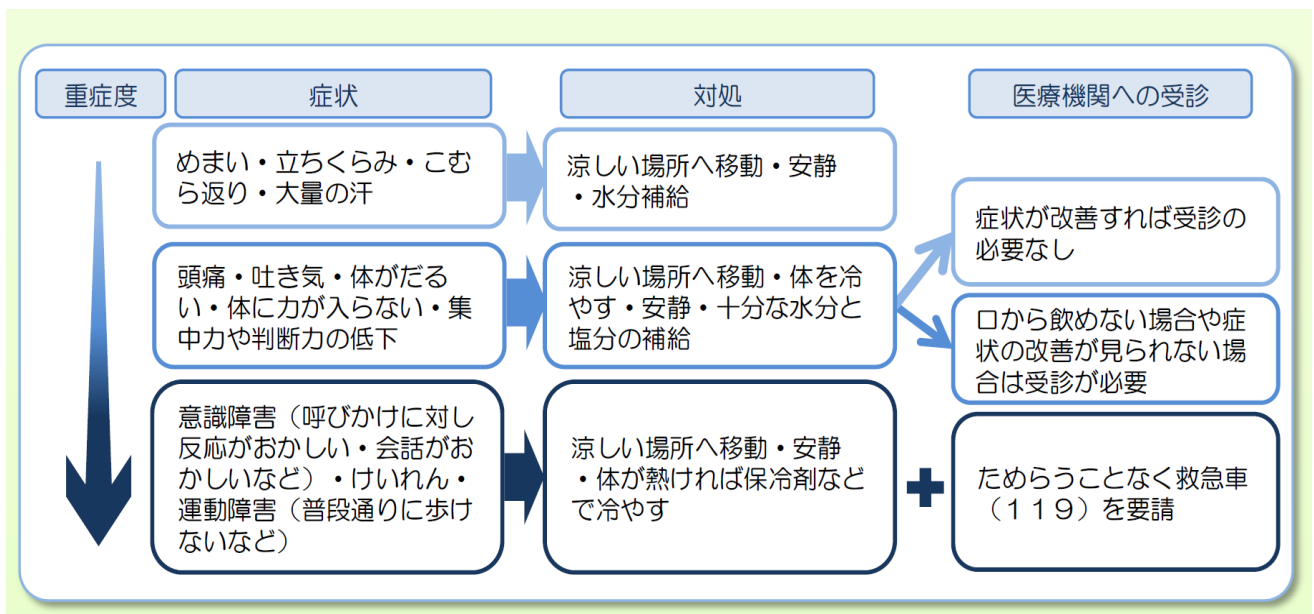 重症度
症状
対処
医療機関への受診
めまい・立ちくらみ・こむ
ら返り・大量の汗
涼しい場所へ移動・安静
・水分補給
症状が改善すれば受診の
必要なし
頭痛・吐き気・体がだる
い・体に力が入らない・集
中力や判断力の低下
涼しい場所へ移動・体を冷
やす・安静・十分な水分と
塩分の補給
口から飲めない場合や症
状の改善が見られない場
合は受診が必要
意識障害（呼びかけに対し
反応がおかしい・会話がお
かしいなど）・けいれん・
運動障害（普段通りに歩け
ないなど）
涼しい場所へ移動・安静
・体が熱ければ保冷剤など
で冷やす
ためらうことなく救急車
（１１９）を要請